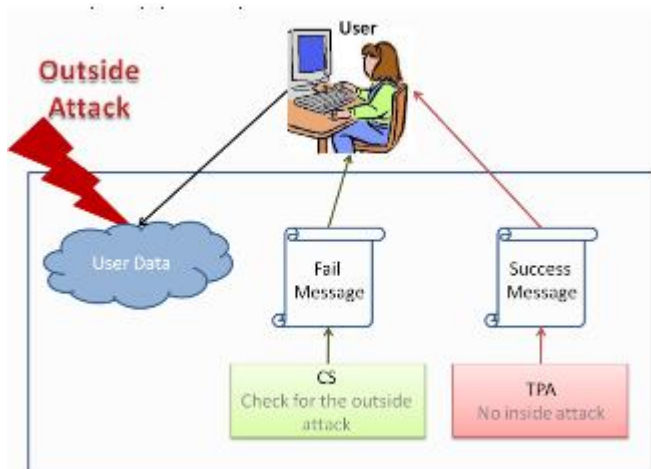 User
Outside
Attack
User Data
Fail
Message
Success
Message
CS
Check for the outside
attack
TPA
No inside attack